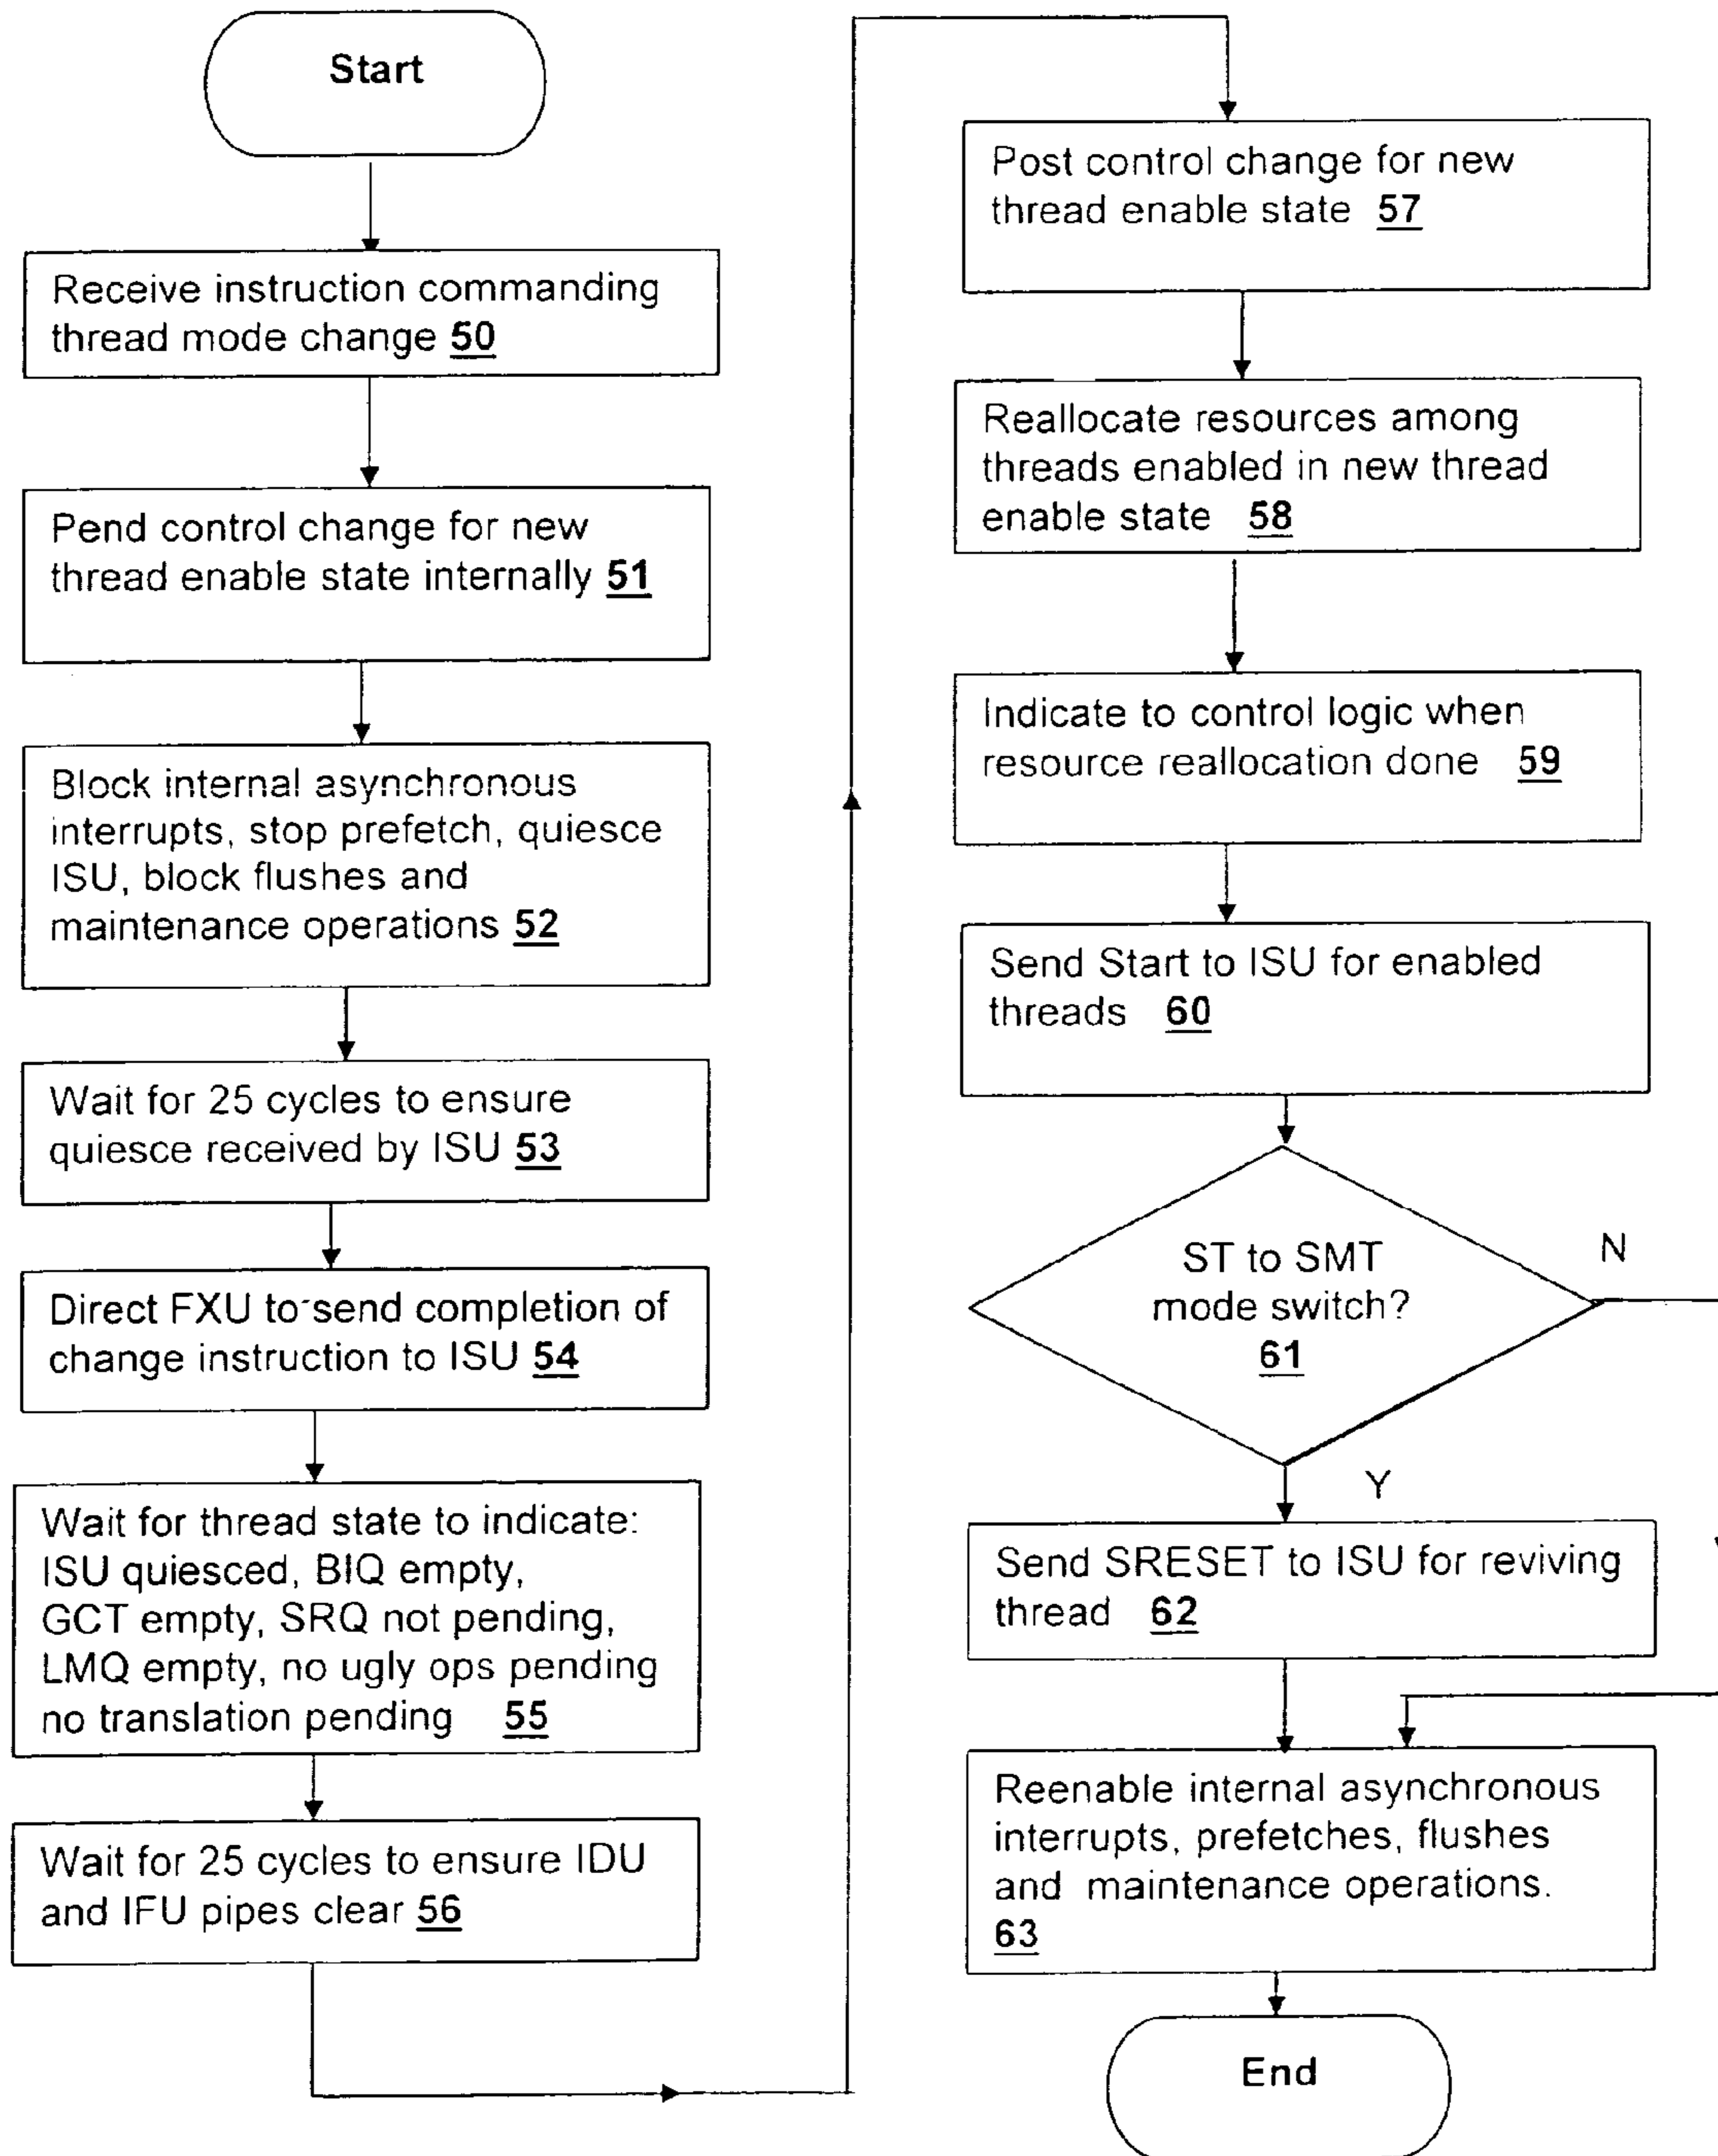 Start
Receive instruction commanding
thread mode change 50
Pend control change for new
thread enable state internally 51
Block internal asynchronous
interrupts, stop prefetch, quiesce
ISU, block flushes and
maintenance operations 52
Wait for 25 cycles to ensure
quiesce received by ISU 53
Direct FXU to send completion of
change instruction to ISU 54
Wait for thread state to indicate:
ISU quiesced, BIQ empty,
GCT empty, SRQ not pending,
LMQ empty, no ugly ops pending
no translation pending 55
Wait for 25 cycles to ensure IDU
and IFU pipes clear 56
Post control change for new
thread enable state 57
Reallocate resources among
threads enabled in new thread
enable state 58
Indicate to control logic when
resource reallocation done 59
Send Start to ISU for enabled
threads 60
ST to SMT
mode switch?
61
N
Y
Send SRESET to ISU for reviving
thread 62
Reenable internal asynchronous
interrupts, prefetches, flushes
and maintenance operations.
63
End